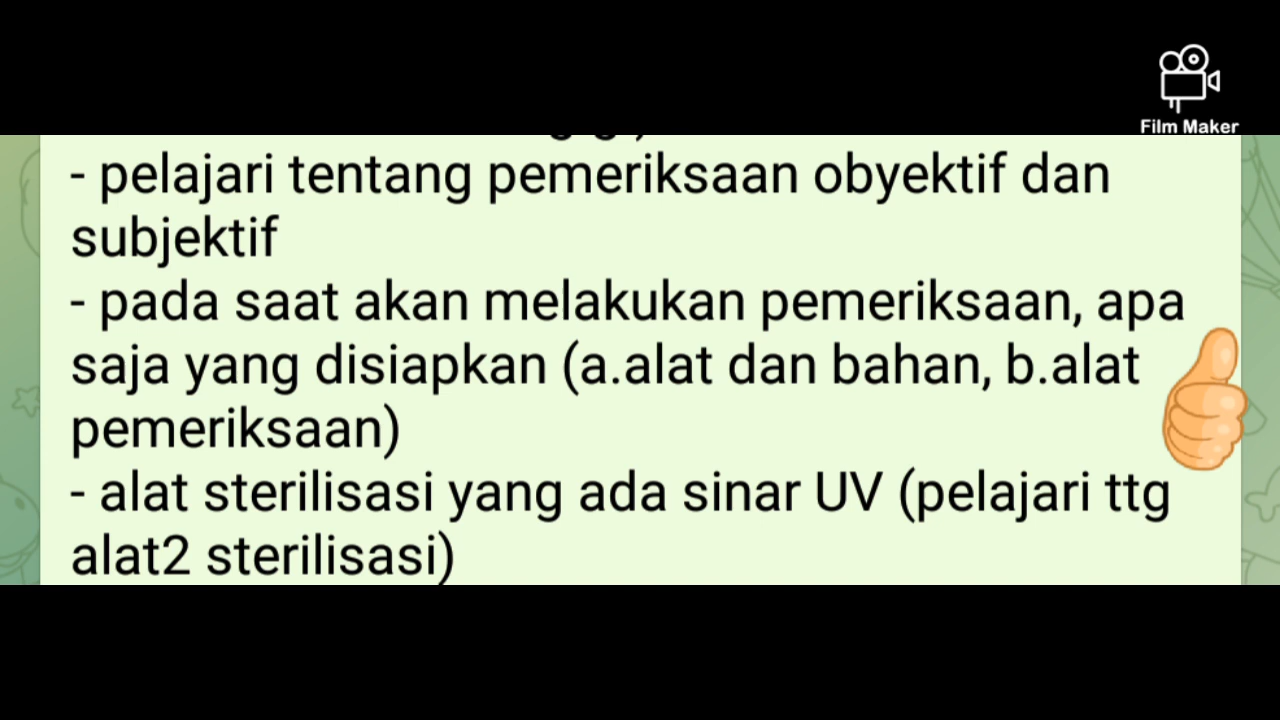 Film Maker
- pelajari tentang pemeriksaan obyektif dan
subjektif
- pada saat akan melakukan pemeriksaan, apa
saja yang disiapkan (a.alat dan bahan, b.alat
pemeriksaan)
- alat sterilisasi yang ada sinar UV (pelajari ttg
alat2 sterilisasi)